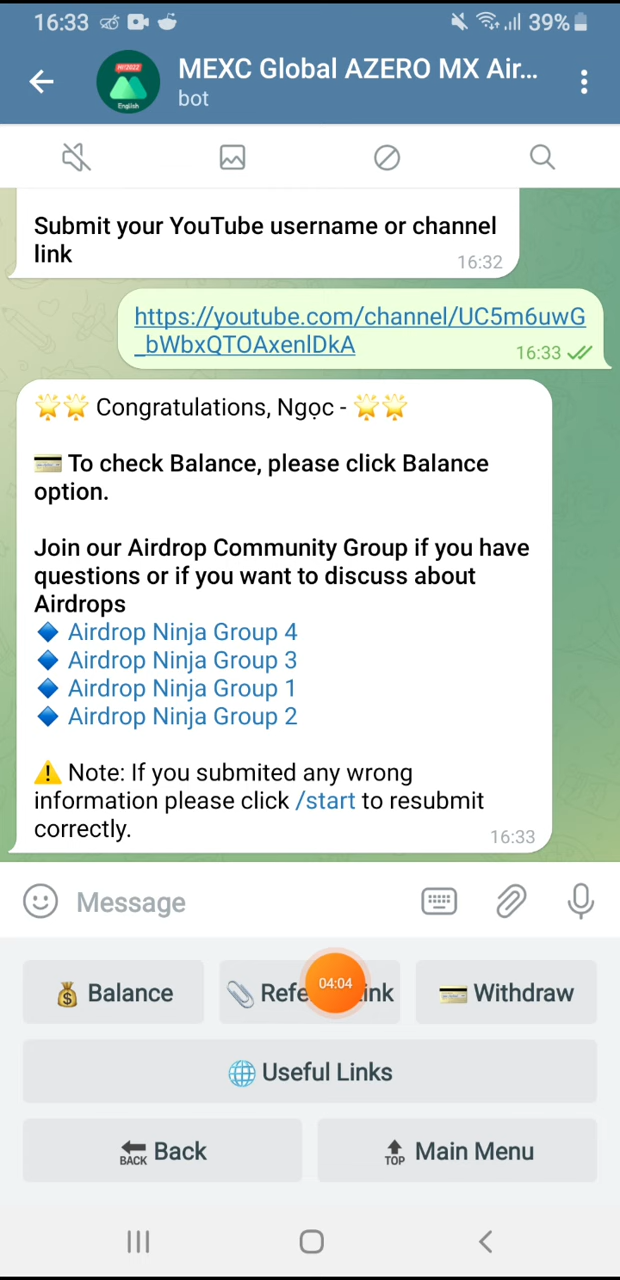 16:33
39%
MEXC Global AZERO MX Air...
bot
English
Submit your YouTube username or channel
link
16:32
https://youtube.com/channel/UC5m6uwG
_bWbxQTOAxenlDkA
16:33
🌟🌟 Congratulations, Ngọc - 🌟🌟
💳 To check Balance, please click Balance
option.
Join our Airdrop Community Group if you have
questions or if you want to discuss about
Airdrops
🔷 Airdrop Ninja Group 4
🔷 Airdrop Ninja Group 3
🔷 Airdrop Ninja Group 1
🔷 Airdrop Ninja Group 2
⚠️ Note: If you submited any wrong
information please click /start to resubmit
correctly.
16:33
Message
💰 Balance
📎 Refe
ink
04:04
💳 Withdraw
🌐 Useful Links
BACK Back
TOP Main Menu